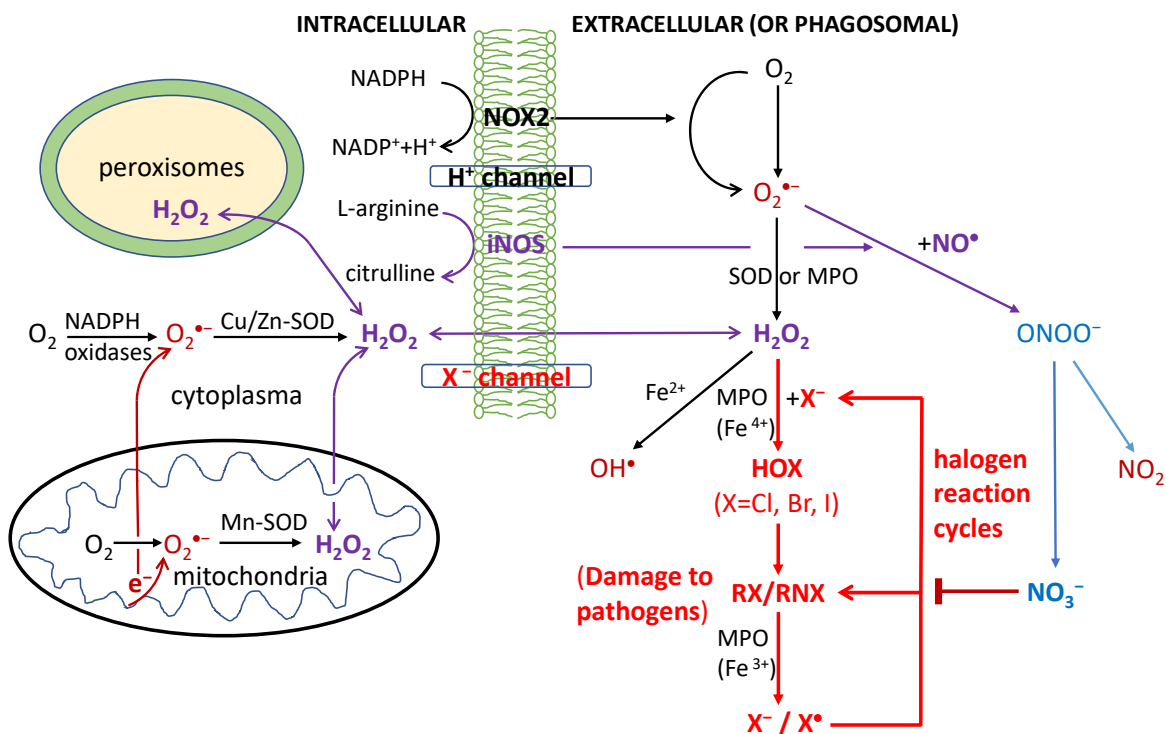 INTRACELLULAR
EXTRACELLULAR (OR PHAGOSOMAL)
NADPH
NOX2
NADP⁺+H⁺
H⁺ channel
O₂
O₂•⁻
peroxisomes
H₂O₂
L-arginine
iNOS
citrulline
+NO•
SOD or MPO
O₂
NADPH
oxidases
O₂•⁻
Cu/Zn-SOD
H₂O₂
H₂O₂
ONOO⁻
X⁻ channel
cytoplasma
Fe²⁺
MPO
(Fe⁴⁺)
+X⁻
OH•
HOX
(X=Cl, Br, I)
halogen
reaction
cycles
NO₂
O₂
O₂•⁻
Mn-SOD
H₂O₂
e⁻
mitochondria
(Damage to
pathogens)
RX/RNX
NO₃⁻
MPO
(Fe³⁺)
X⁻ / X•